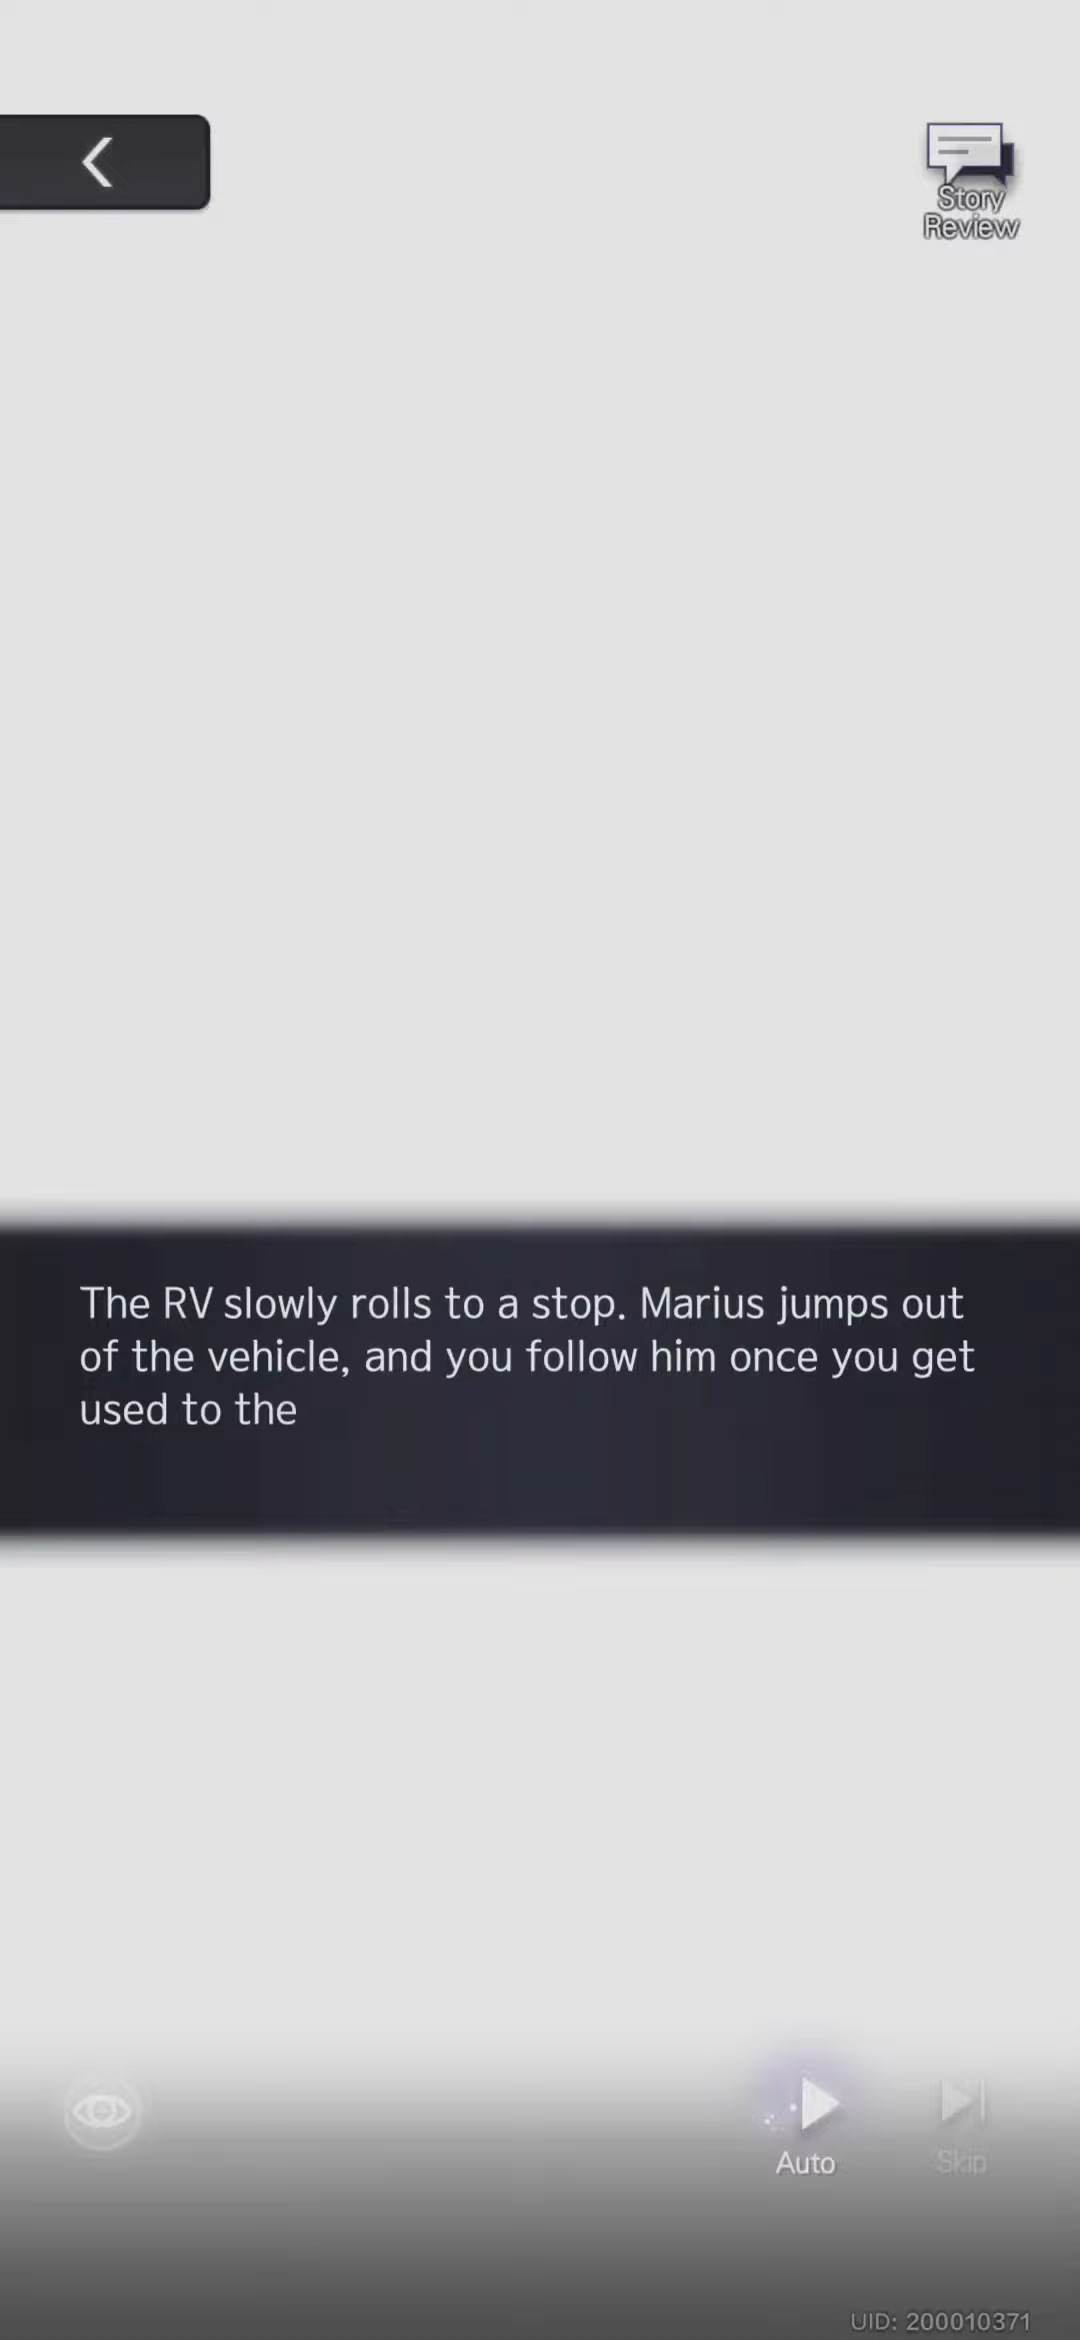 Story
Review
The RV slowly rolls to a stop. Marius jumps out
of the vehicle, and you follow him once you get
used to the
Auto
Skip
UID: 200010371